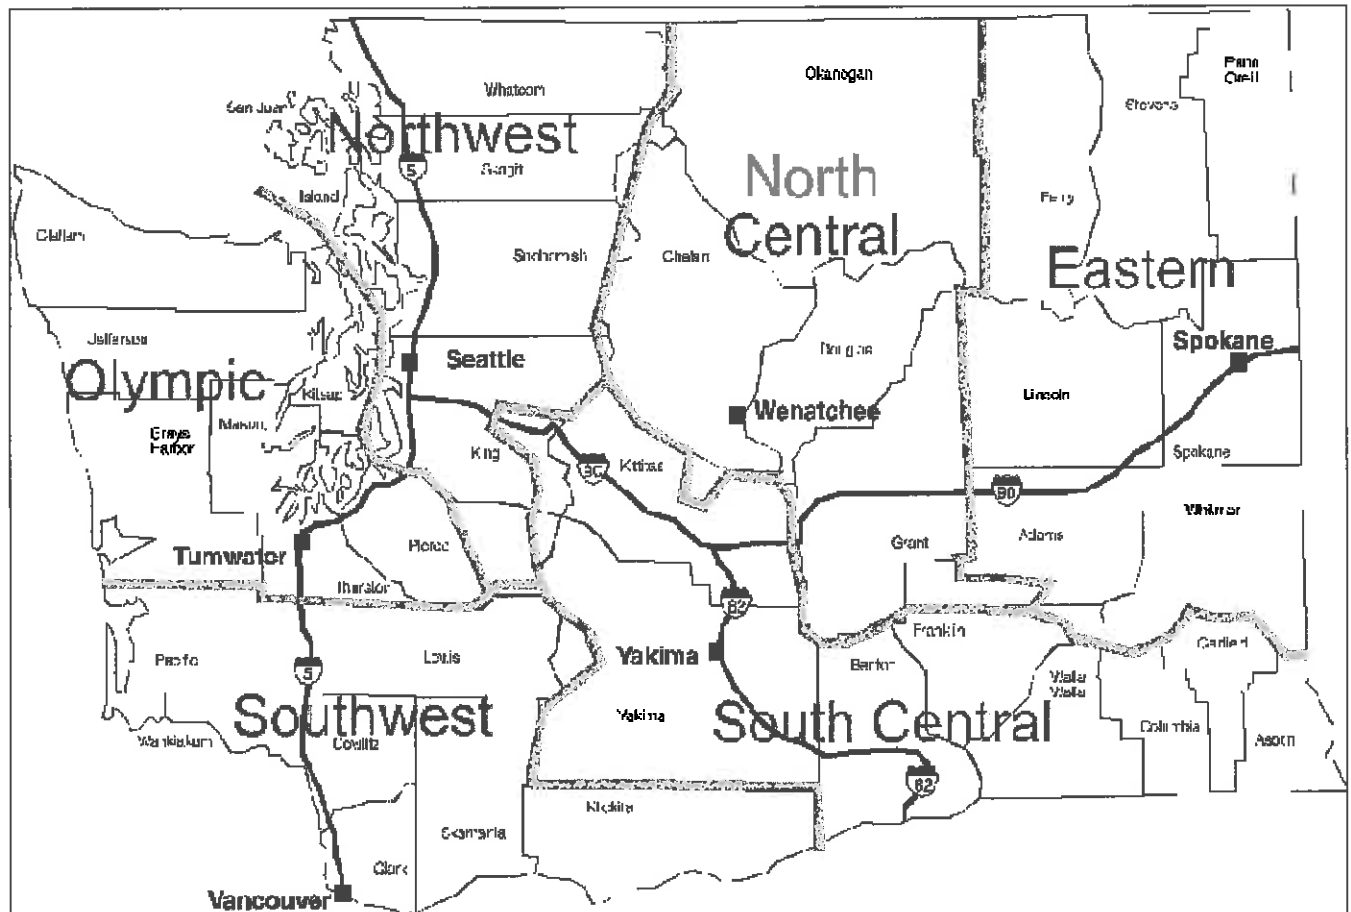 Okanogan
Whatcom
Stevens
San Juan
Northwest
Skagit
North
Central
Island
Ferry
Clallam
Snohomish
Chelan
Eastern
Jefferson
Olympic
Seattle
Douglas
Spokane
Kitsap
Lincoln
Mason
Grays
Harbor
Wenatchee
King
90
Kittitas
Spokane
90
Whitman
Tumwater
Pierce
Grant
Adams
Thurston
82
Franklin
Garfield
Pacific
5
Lewis
Yakima
Benton
Walla
Walla
Southwest
Yakima
South Central
Wahkiakum
Cowlitz
Columbia
Asotin
82
Klickitat
Skamania
Clark
Vancouver
5